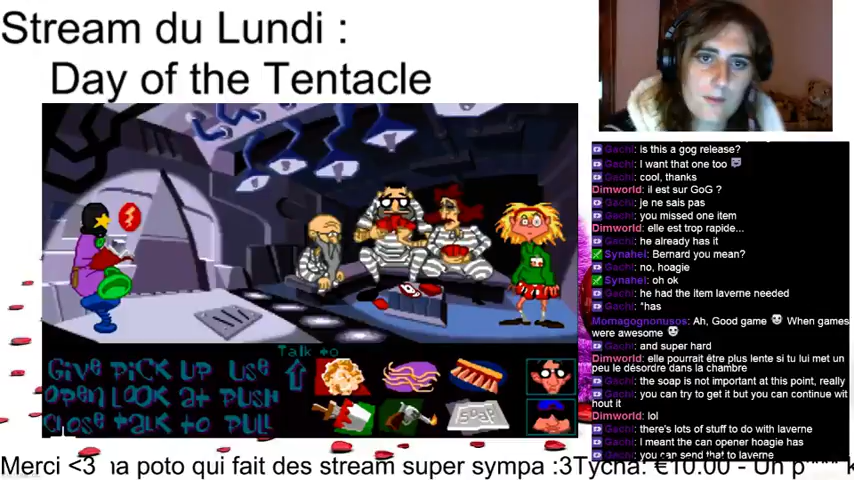 Stream du Lundi :
Day of the Tentacle
Gachi: is this a gog release?
Gachi: I want that one too
Gachi: cool, thanks
Dimworld: il est sur GoG ?
Gachi: je ne sais pas
Gachi: you missed one item
Dimworld: elle est trop rapide...
Gachi: he already has it
Synahei: Bernard you mean?
Gachi: no, hoagie
Synahei: oh ok
Gachi: he had the item laverne needed
Gachi: *has
Momagognonusos: Ah, Good game When games
were awesome
Gachi: and super hard
Dimworld: elle pourrait être plus lente si tu lui met un
peu le désordre dans la chambre
Gachi: the soap is not important at this point, really
Gachi: you can try to get it but you can continue wit
hout it
Dimworld: lol
Gachi: there's lots of stuff to do with laverne
Gachi: I meant the can opener hoagie has
Gachi: you can send that to laverne
Talk to
Give Pick up Use
Open Look at Push
Close Talk to Pull
SOAP
Merci <3 na poto qui fait des stream super sympa :3Tycha: €10.00 - Un